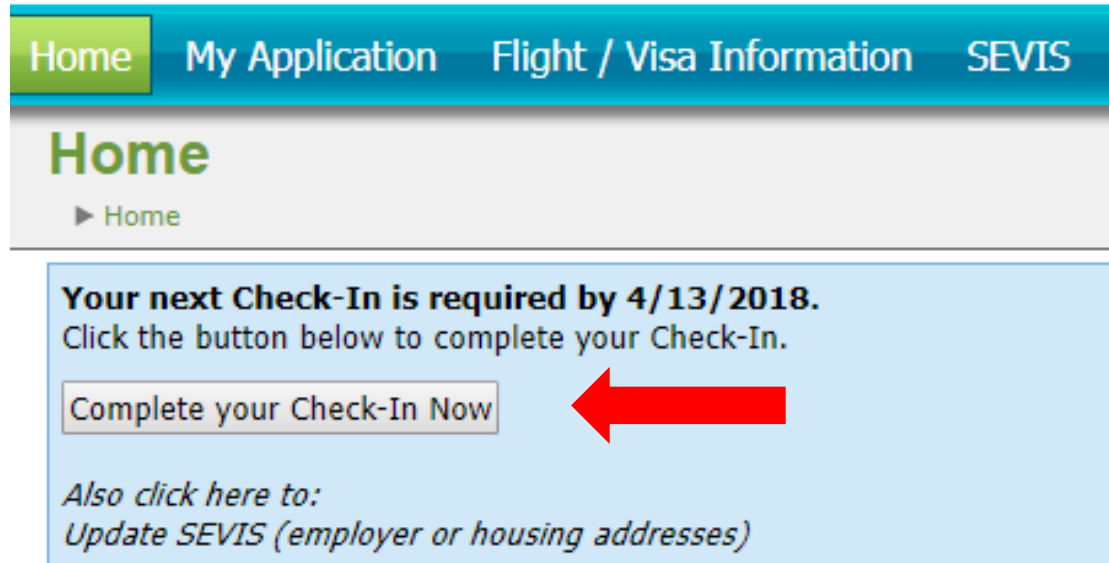 Home My Application Flight / Visa Information SEVIS
Home
► Home
Your next Check-In is required by 4/13/2018.
Click the button below to complete your Check-In.
Complete your Check-In Now
Also click here to:
Update SEVIS (employer or housing addresses)